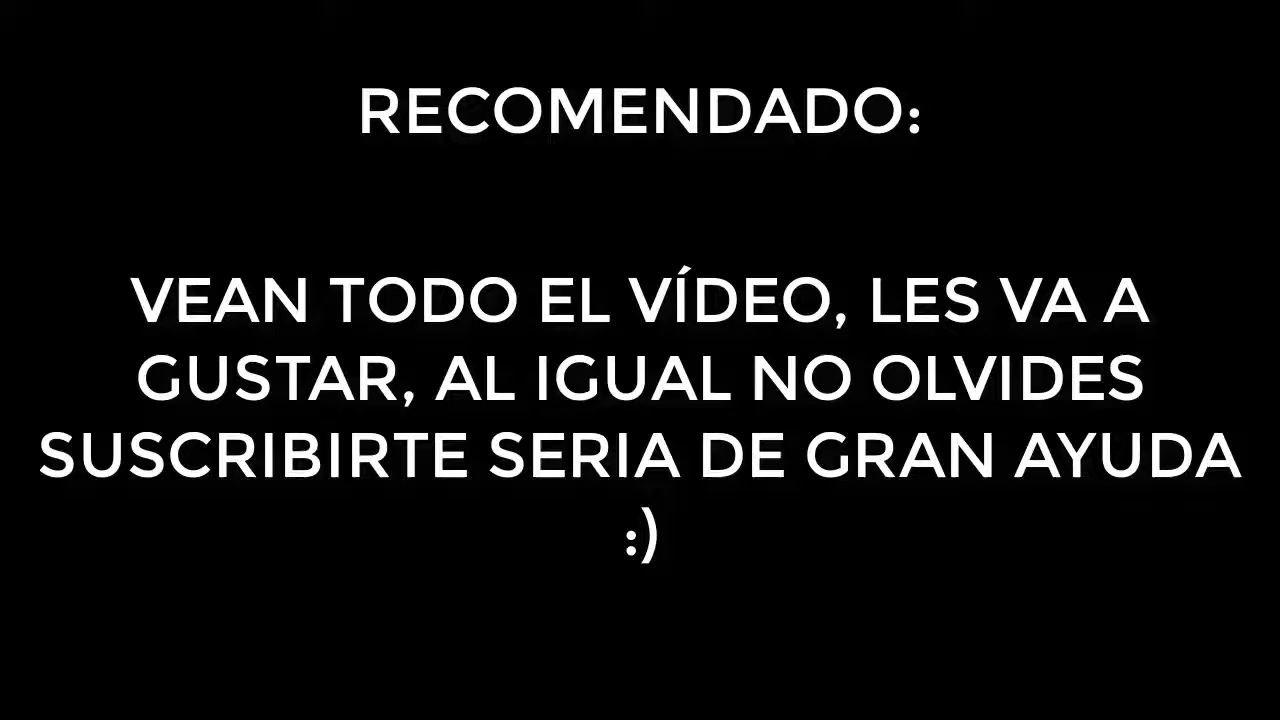 RECOMENDADO:
VEAN TODO EL VÍDEO, LES VA A
GUSTAR, AL IGUAL NO OLVIDES
SUSCRIBIRTE SERIA DE GRAN AYUDA
:)